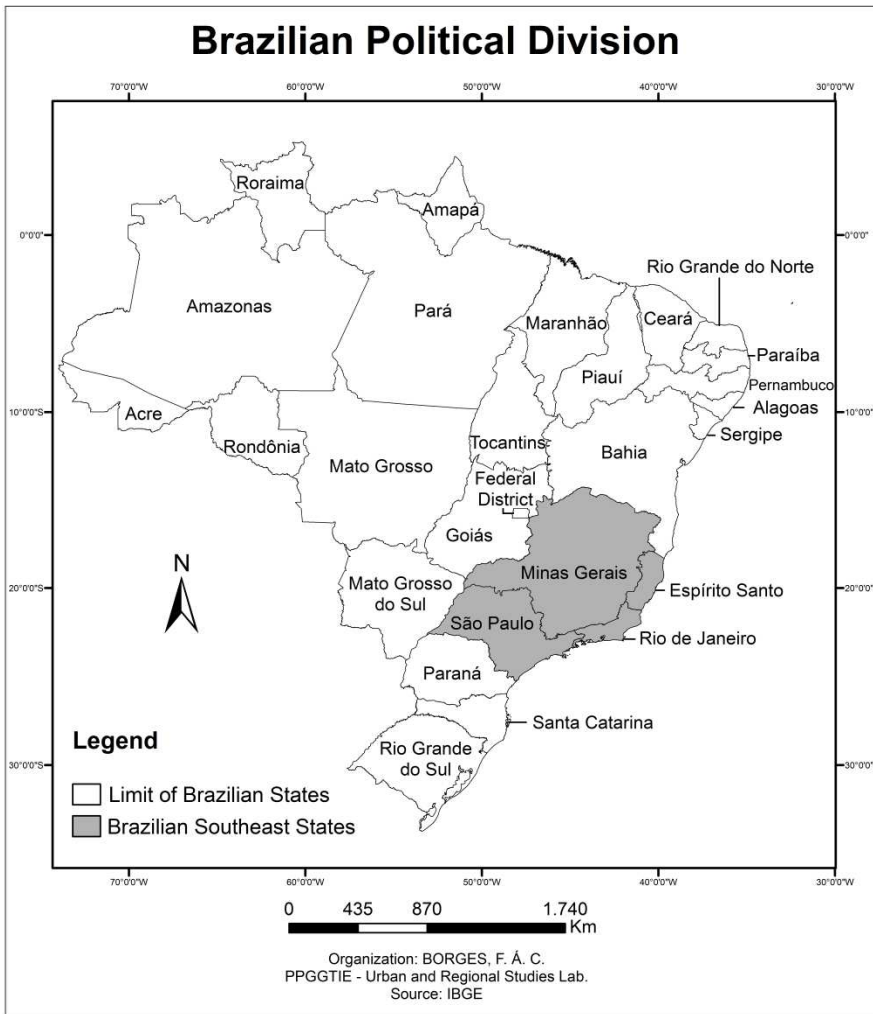 Brazilian Political Division
70°0'0"W 60°0'0"W 50°0'0"W 40°0'0"W 30°0'0"W
Roraima
Amapá
0°0'0" 0°0'0"
Rio Grande do Norte
Amazonas
Pará
Maranhão
Ceará
Paraíba
Piauí
Pernambuco
Alagoas
10°0'0"S 10°0'0"S
Acre
Sergipe
Rondônia
Tocantins
Bahia
Mato Grosso
Federal
District
Goiás
N
Minas Gerais
Mato Grosso
do Sul
20°0'0"S 20°0'0"S
Espírito Santo
São Paulo
Rio de Janeiro
Paraná
Santa Catarina
Legend
Rio Grande
do Sul
30°0'0"S 30°0'0"S
Limit of Brazilian States
Brazilian Southeast States
70°0'0"W 60°0'0"W 50°0'0"W 40°0'0"W 30°0'0"W
0 435 870 1.740
Km
Organization: BORGES, F. Á. C.
PPGGTIE - Urban and Regional Studies Lab.
Source: IBGE